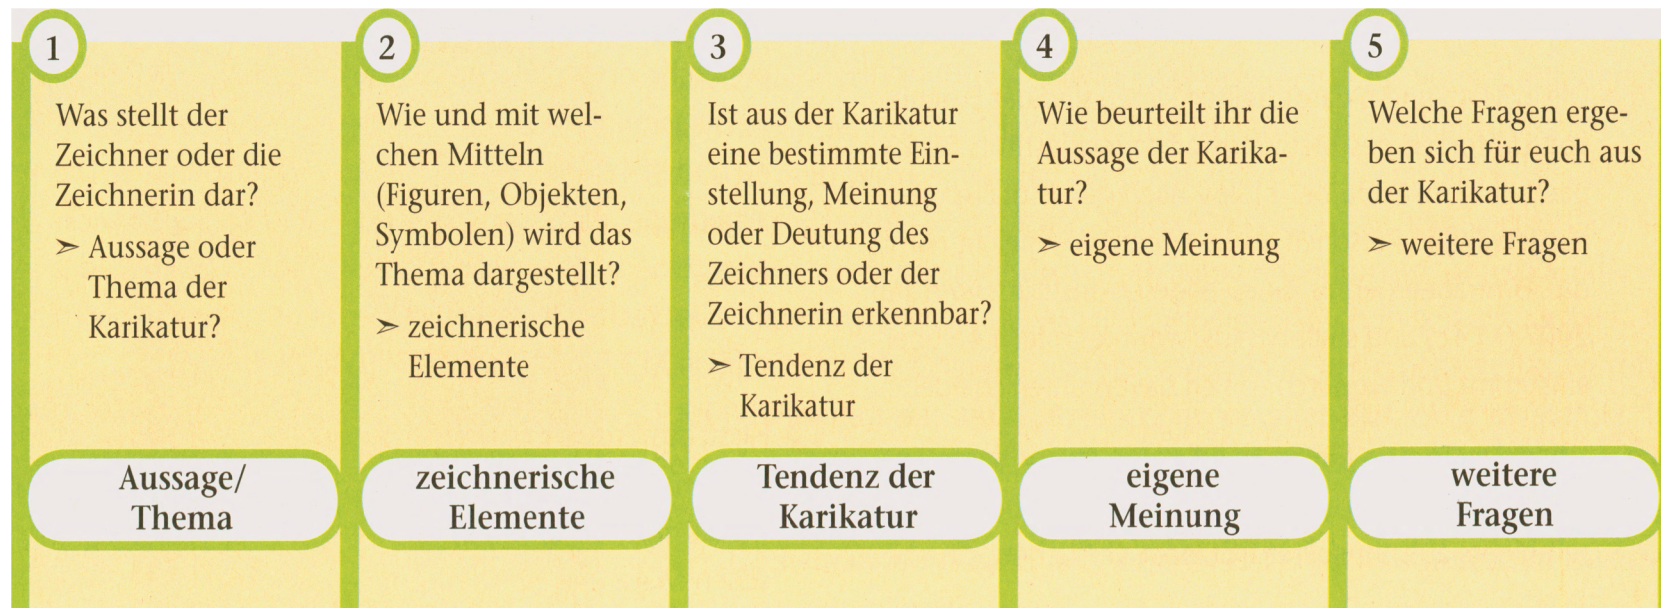 1
Was stellt der
Zeichner oder die
Zeichnerin dar?
➣ Aussage oder
Thema der
Karikatur?
Aussage/
Thema
2
Wie und mit wel-
chen Mitteln
(Figuren, Objekten,
Symbolen) wird das
Thema dargestellt?
➣ zeichnerische
Elemente
zeichnerische
Elemente
3
Ist aus der Karikatur
eine bestimmte Ein-
stellung, Meinung
oder Deutung des
Zeichners oder der
Zeichnerin erkennbar?
➣ Tendenz der
Karikatur
Tendenz der
Karikatur
4
Wie beurteilt ihr die
Aussage der Karika-
tur?
➣ eigene Meinung
eigene
Meinung
5
Welche Fragen erge-
ben sich für euch aus
der Karikatur?
➣ weitere Fragen
weitere
Fragen